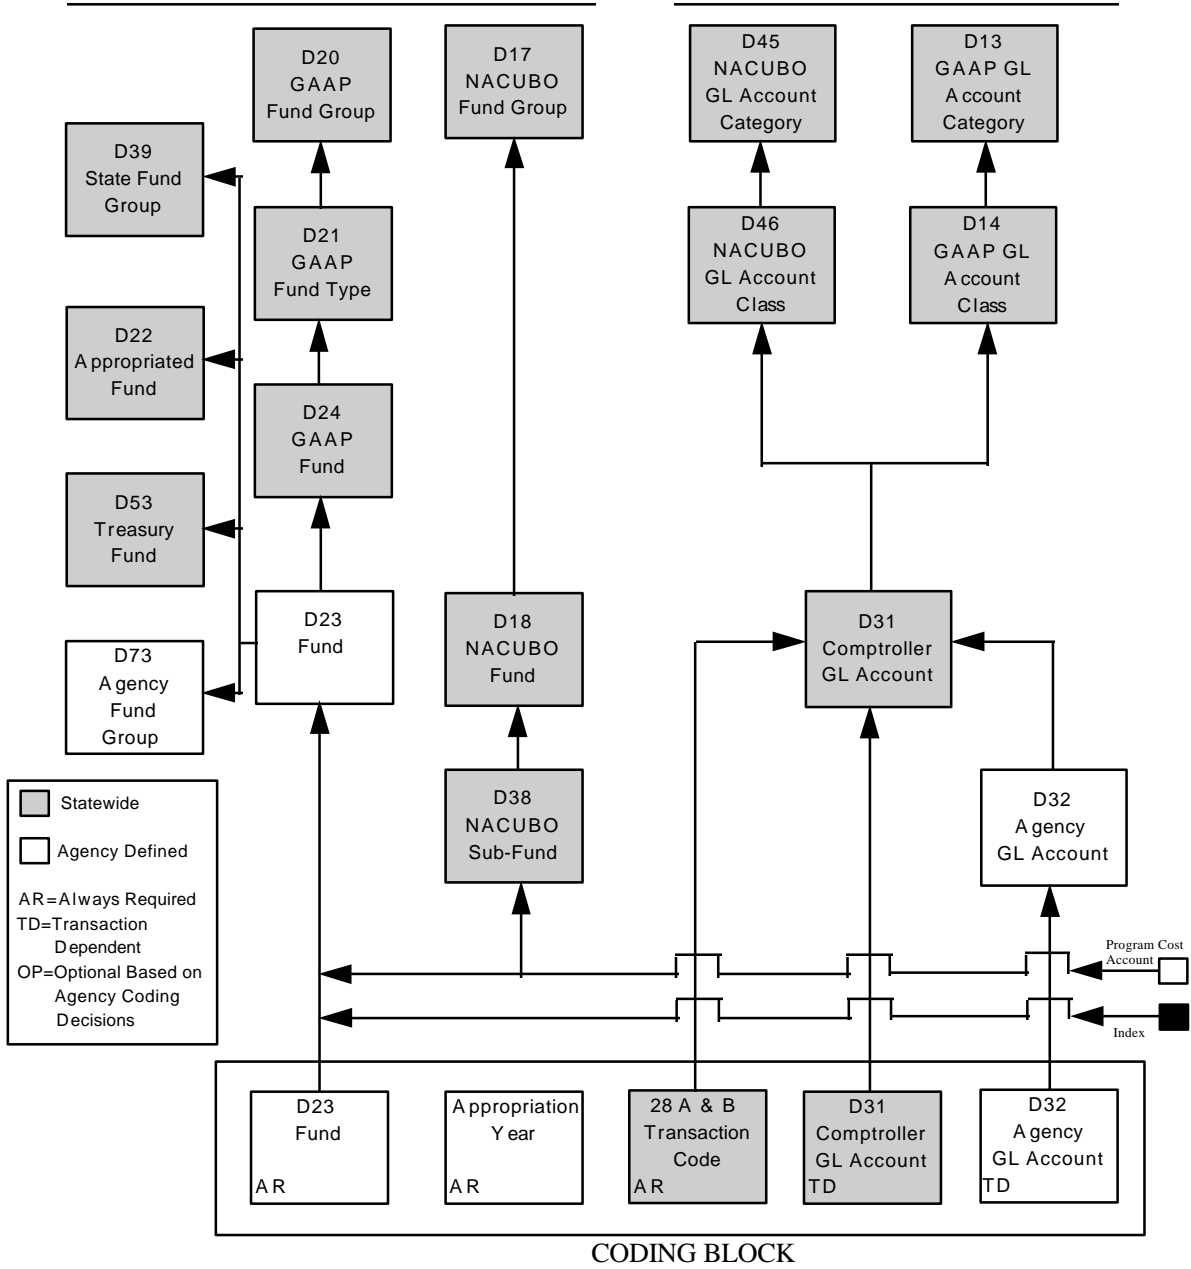 D20
GAAP
Fund Group
D17
NACUBO
Fund Group
D45
NACUBO
GL Account
Category
D13
GAAP GL
Account
Category
D39
State Fund
Group
D21
GAAP
Fund Type
D46
NACUBO
GL Account
Class
D14
GAAP GL
Account
Class
D22
Appropriated
Fund
D24
GAAP
Fund
D53
Treasury
Fund
D23
Fund
D18
NACUBO
Fund
D31
Comptroller
GL Account
D73
Agency
Fund
Group
D38
NACUBO
Sub-Fund
D32
Agency
GL Account
Statewide
Agency Defined
AR=Always Required
TD=Transaction
Dependent
OP=Optional Based on
Agency Coding
Decisions
Program Cost
Account
Index
D23
Fund
AR
Appropriation
Year
AR
28 A & B
Transaction
Code
AR
D31
Comptroller
GL Account
TD
D32
Agency
GL Account
TD
CODING BLOCK